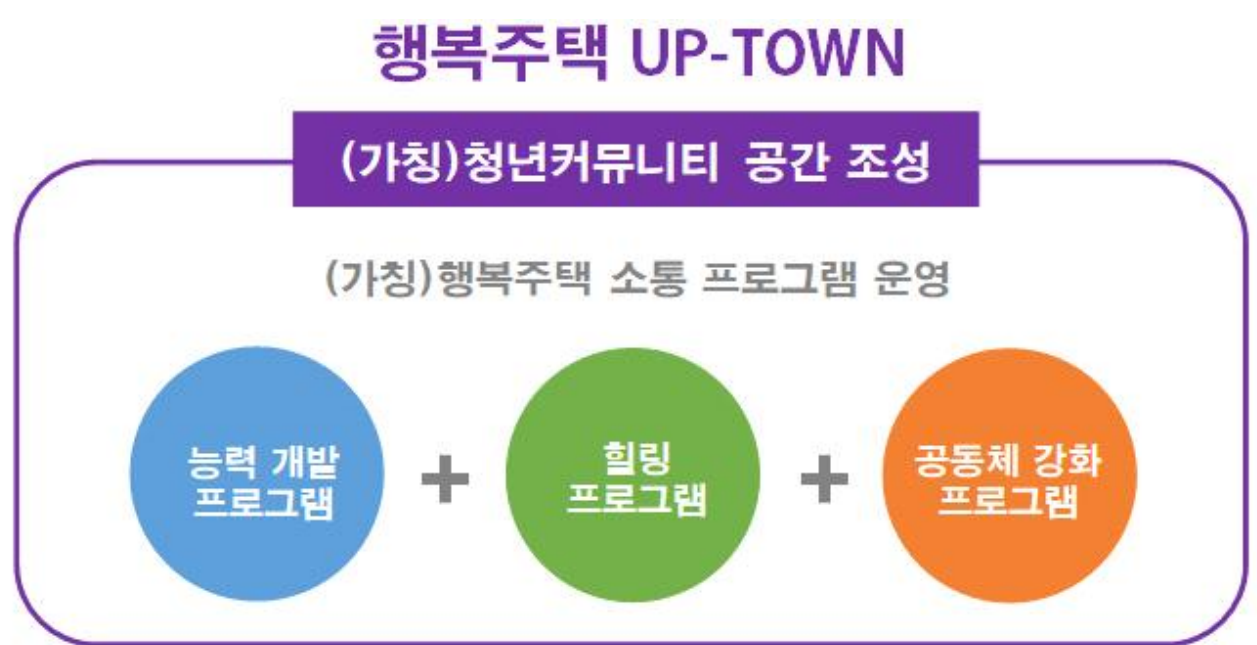 행복주택 UP-TOWN
(가칭)청년커뮤니티 공간 조성
(가칭)행복주택 소통 프로그램 운영
능력 개발
프로그램
+
힐링
프로그램
+
공동체 강화
프로그램